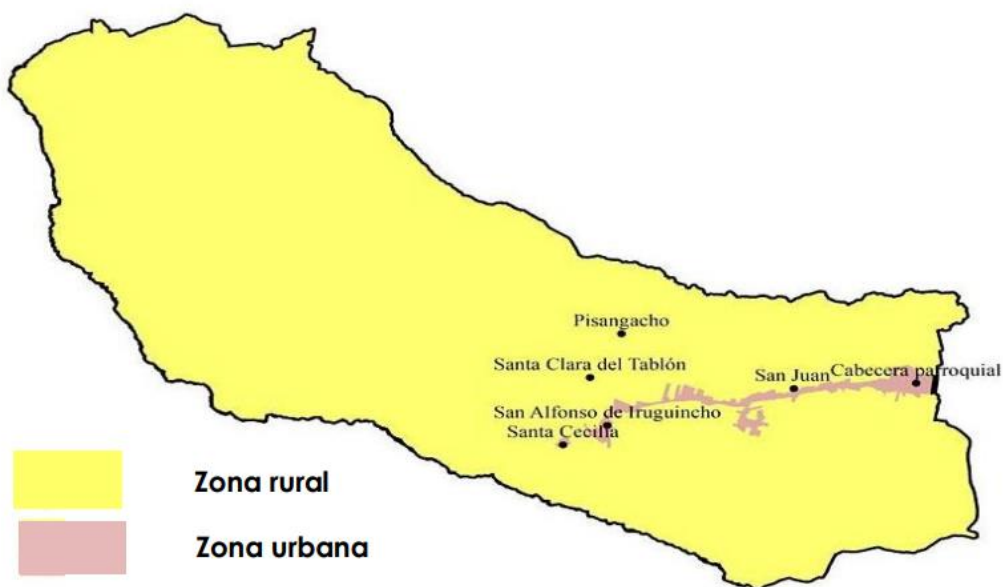 Pisangacho
Santa Clara del Tablón
San Juan
Cabecera parroquial
San Alfonso de Iruguincho
Santa Cecilia
Zona rural
Zona urbana